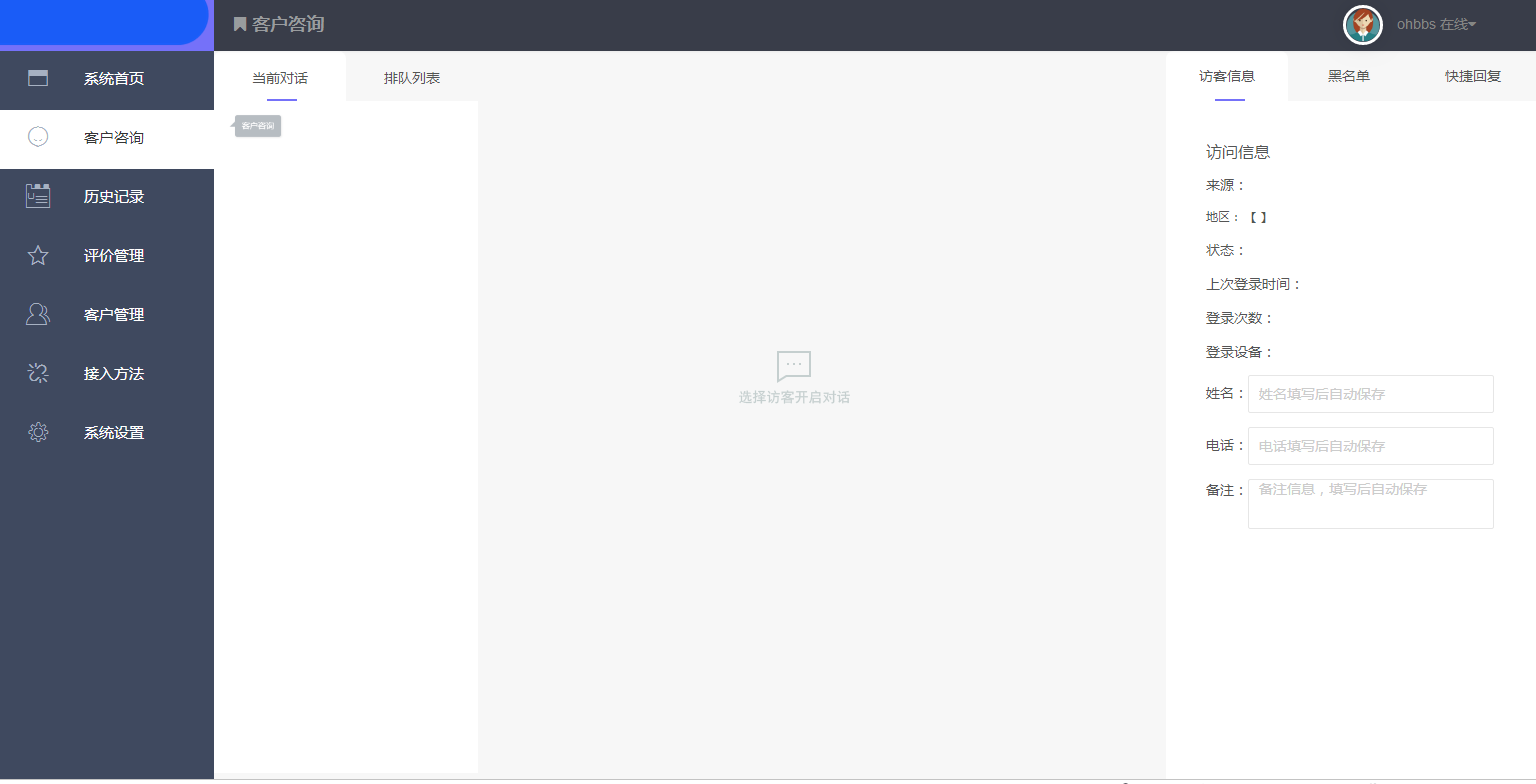 客户咨询
ohbbs 在线
系统首页
客户咨询
历史记录
评价管理
客户管理
接入方法
系统设置
当前对话
排队列表
客户咨询
选择访客开启对话
访客信息
黑名单
快捷回复
访问信息
来源：
地区： 【 】
状态：
上次登录时间：
登录次数：
登录设备：
姓名： 姓名填写后自动保存
电话： 电话填写后自动保存
备注： 备注信息，填写后自动保存